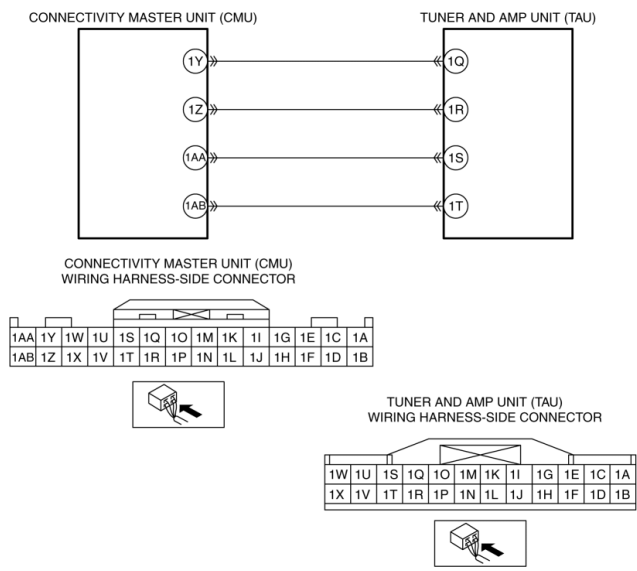 CONNECTIVITY MASTER UNIT (CMU) TUNER AND AMP UNIT (TAU)
1Y 1Q
1Z 1R
1AA 1S
1AB 1T
CONNECTIVITY MASTER UNIT (CMU)
WIRING HARNESS-SIDE CONNECTOR
1AA 1Y 1W 1U 1S 1Q 1O 1M 1K 1I 1G 1E 1C 1A
1AB 1Z 1X 1V 1T 1R 1P 1N 1L 1J 1H 1F 1D 1B
TUNER AND AMP UNIT (TAU)
WIRING HARNESS-SIDE CONNECTOR
1W 1U 1S 1Q 1O 1M 1K 1I 1G 1E 1C 1A
1X 1V 1T 1R 1P 1N 1L 1J 1H 1F 1D 1B